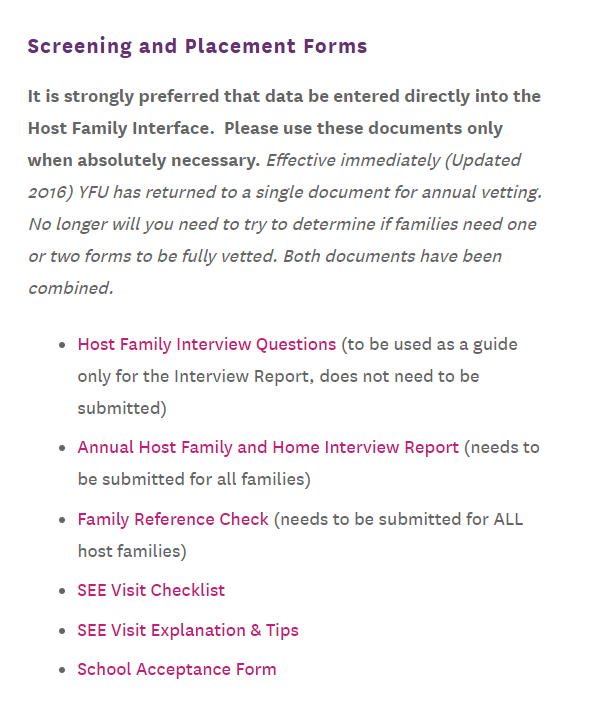 Screening and Placement Forms
It is strongly preferred that data be entered directly into the
Host Family Interface.  Please use these documents only
when absolutely necessary. Effective immediately (Updated
2016) YFU has returned to a single document for annual vetting.
No longer will you need to try to determine if families need one
or two forms to be fully vetted. Both documents have been
combined.
• Host Family Interview Questions (to be used as a guide
only for the Interview Report, does not need to be
submitted)
• Annual Host Family and Home Interview Report (needs to
be submitted for all families)
• Family Reference Check (needs to be submitted for ALL
host families)
• SEE Visit Checklist
• SEE Visit Explanation & Tips
• School Acceptance Form